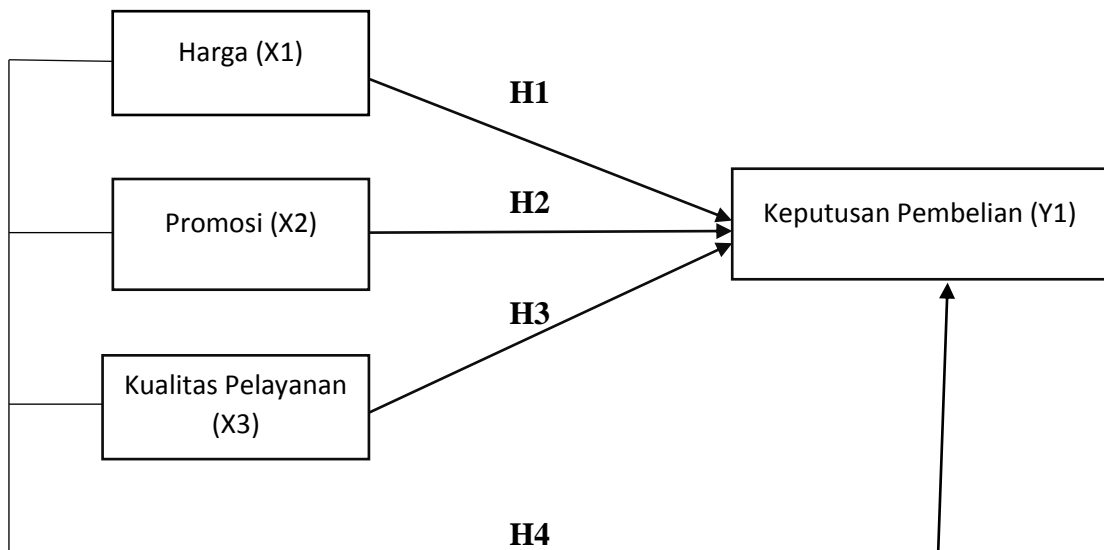 Harga (X1)
H1
Promosi (X2)
H2
Keputusan Pembelian (Y1)
H3
Kualitas Pelayanan
(X3)
H4